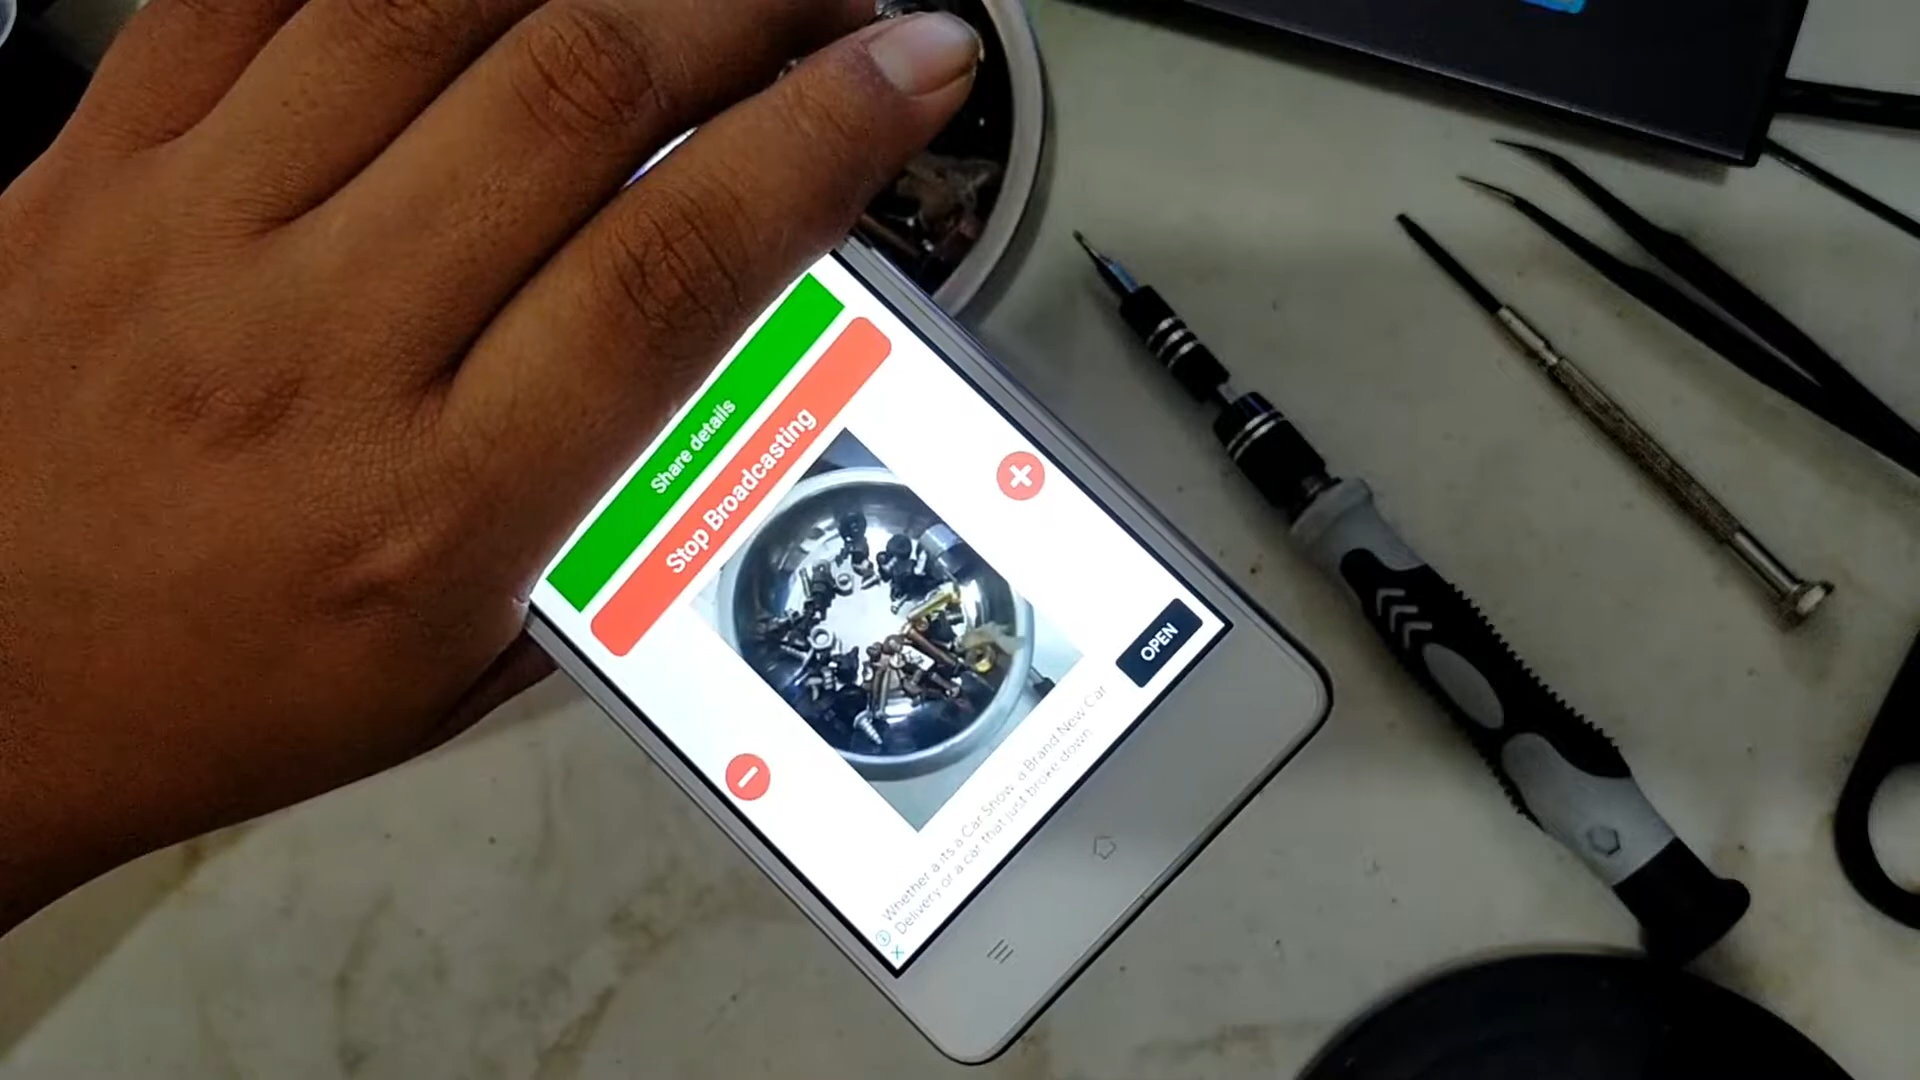 Share details
Stop Broadcasting
Whether a its a Car Show, a Brand New Car
Delivery or a car that just broke down
OPEN